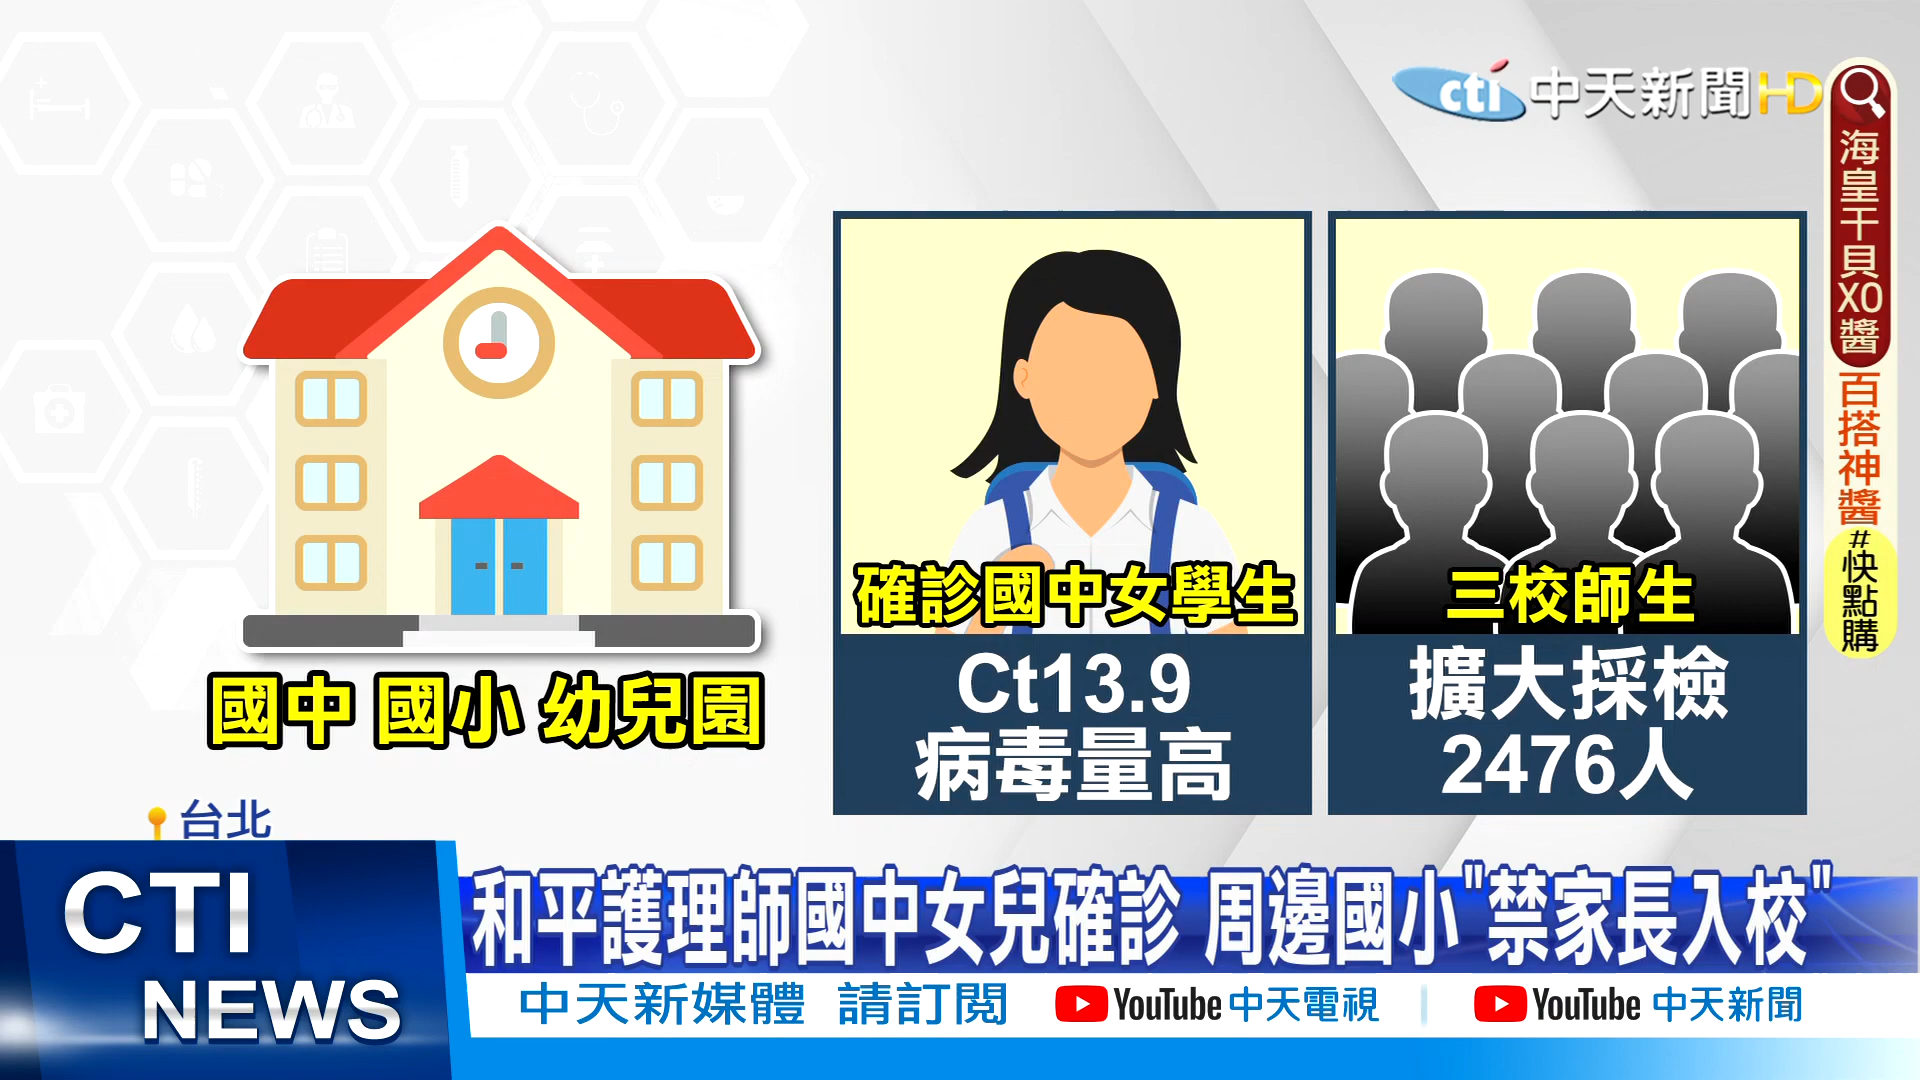 cti 中天新聞HD
海皇干貝XO醬
百搭神醬
#快點購
國中 國小 幼兒園
確診國中女學生
Ct13.9
病毒量高
三校師生
擴大採檢
2476人
台北
CTI
NEWS
和平護理師國中女兒確診 周邊國小"禁家長入校"
中天新媒體 請訂閱 YouTube 中天電視 | YouTube 中天新聞